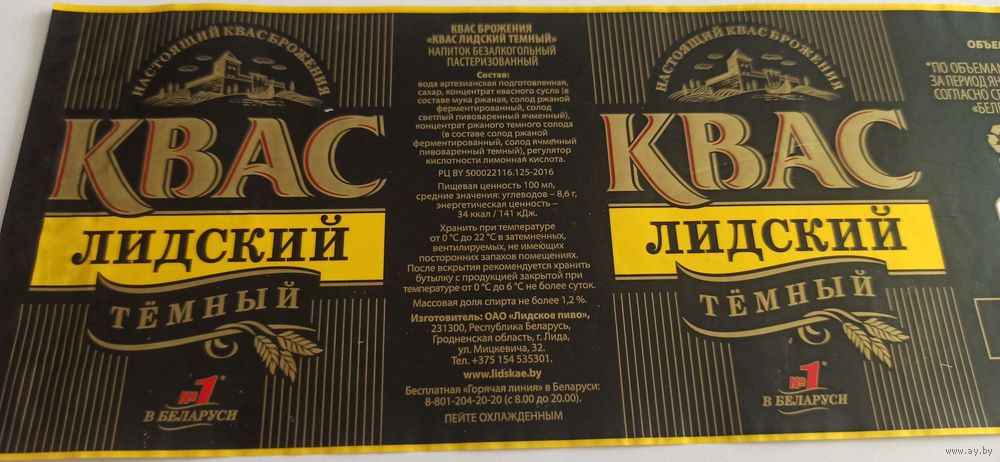 НАСТОЯЩИЙ КВАС БРОЖЕНИЯ
КВАС
ЛИДСКИЙ
ТЁМНЫЙ
№1*
В БЕЛАРУСИ
КВАС БРОЖЕНИЯ
«КВАС ЛИДСКИЙ ТЕМНЫЙ»
НАПИТОК БЕЗАЛКОГОЛЬНЫЙ
ПАСТЕРИЗОВАННЫЙ
Состав:
вода артезианская подготовленная,
сахар, концентрат квасного сусла (в
составе мука ржаная, солод ржаной
ферментированный, солод
светлый пивоваренный ячменный),
концентрат ржаного темного солода
(в составе солод ржаной
ферментированный, солод ячменный
пивоваренный темный), регулятор
кислотности лимонная кислота.
РЦ BY 500022116.125-2016
Пищевая ценность 100 мл,
средние значения: углеводов – 8,6 г,
энергетическая ценность –
34 ккал / 141 кДж.
Хранить при температуре
от 0 °С до 22 °С в затемненных,
вентилируемых, не имеющих
посторонних запахов помещениях.
После вскрытия рекомендуется хранить
бутылку с продукцией закрытой при
температуре от 0 °С до 6 °С не более суток.
Массовая доля спирта не более 1,2 %.
Изготовитель: ОАО «Лидское пиво»,
231300, Республика Беларусь,
Гродненская область, г. Лида,
ул. Мицкевича, 32.
Тел. +375 154 535301.
www.lidskae.by
Бесплатная «Горячая линия» в Беларуси:
8-801-204-20-20 (с 8.00 до 20.00).
ПЕЙТЕ ОХЛАЖДЕННЫМ
НАСТОЯЩИЙ КВАС БРОЖЕНИЯ
КВАС
ЛИДСКИЙ
ТЁМНЫЙ
№1*
В БЕЛАРУСИ
ОБЪЕ
*ПО ОБЪЕМА
ЗА ПЕРИОД ЯН
СОГЛАСНО СЕ
«БЕЛ
www.ay.by